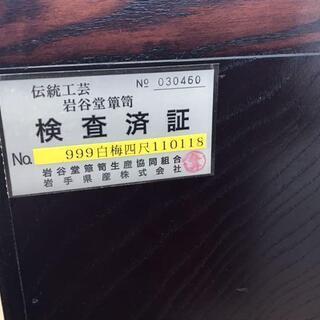 伝統工芸 № 030460
岩谷堂簞笥
検査済証
No. 999白梅四尺110118
岩谷堂簞笥生産協同組合
岩手県産株式会社